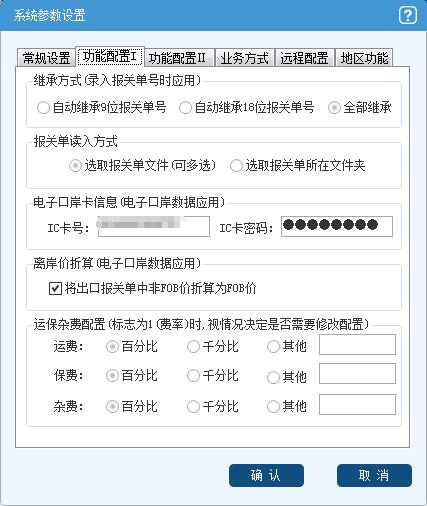 系统参数设置
?
常规设置 功能配置I 功能配置II 业务方式 远程配置 地区功能
继承方式(录入报关单号时应用)
自动继承9位报关单号 自动继承18位报关单号 全部继承
报关单读入方式
选取报关单文件(可多选) 选取报关单所在文件夹
电子口岸卡信息(电子口岸数据应用)
IC卡号: IC卡密码: ●●●●●●●●
离岸价折算(电子口岸数据应用)
将出口报关单中非FOB价折算为FOB价
运保杂费配置(标志为1(费率)时,视情况决定是否需要修改配置)
运费: 百分比 千分比 其他
保费: 百分比 千分比 其他
杂费: 百分比 千分比 其他
确认 取消